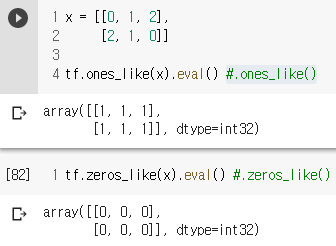 1 x = [[0, 1, 2],
2      [2, 1, 0]]
3
4 tf.ones_like(x).eval() #.ones_like()
array([[1, 1, 1],
       [1, 1, 1]], dtype=int32)
[82] 1 tf.zeros_like(x).eval() #.zeros_like()
array([[0, 0, 0],
       [0, 0, 0]], dtype=int32)